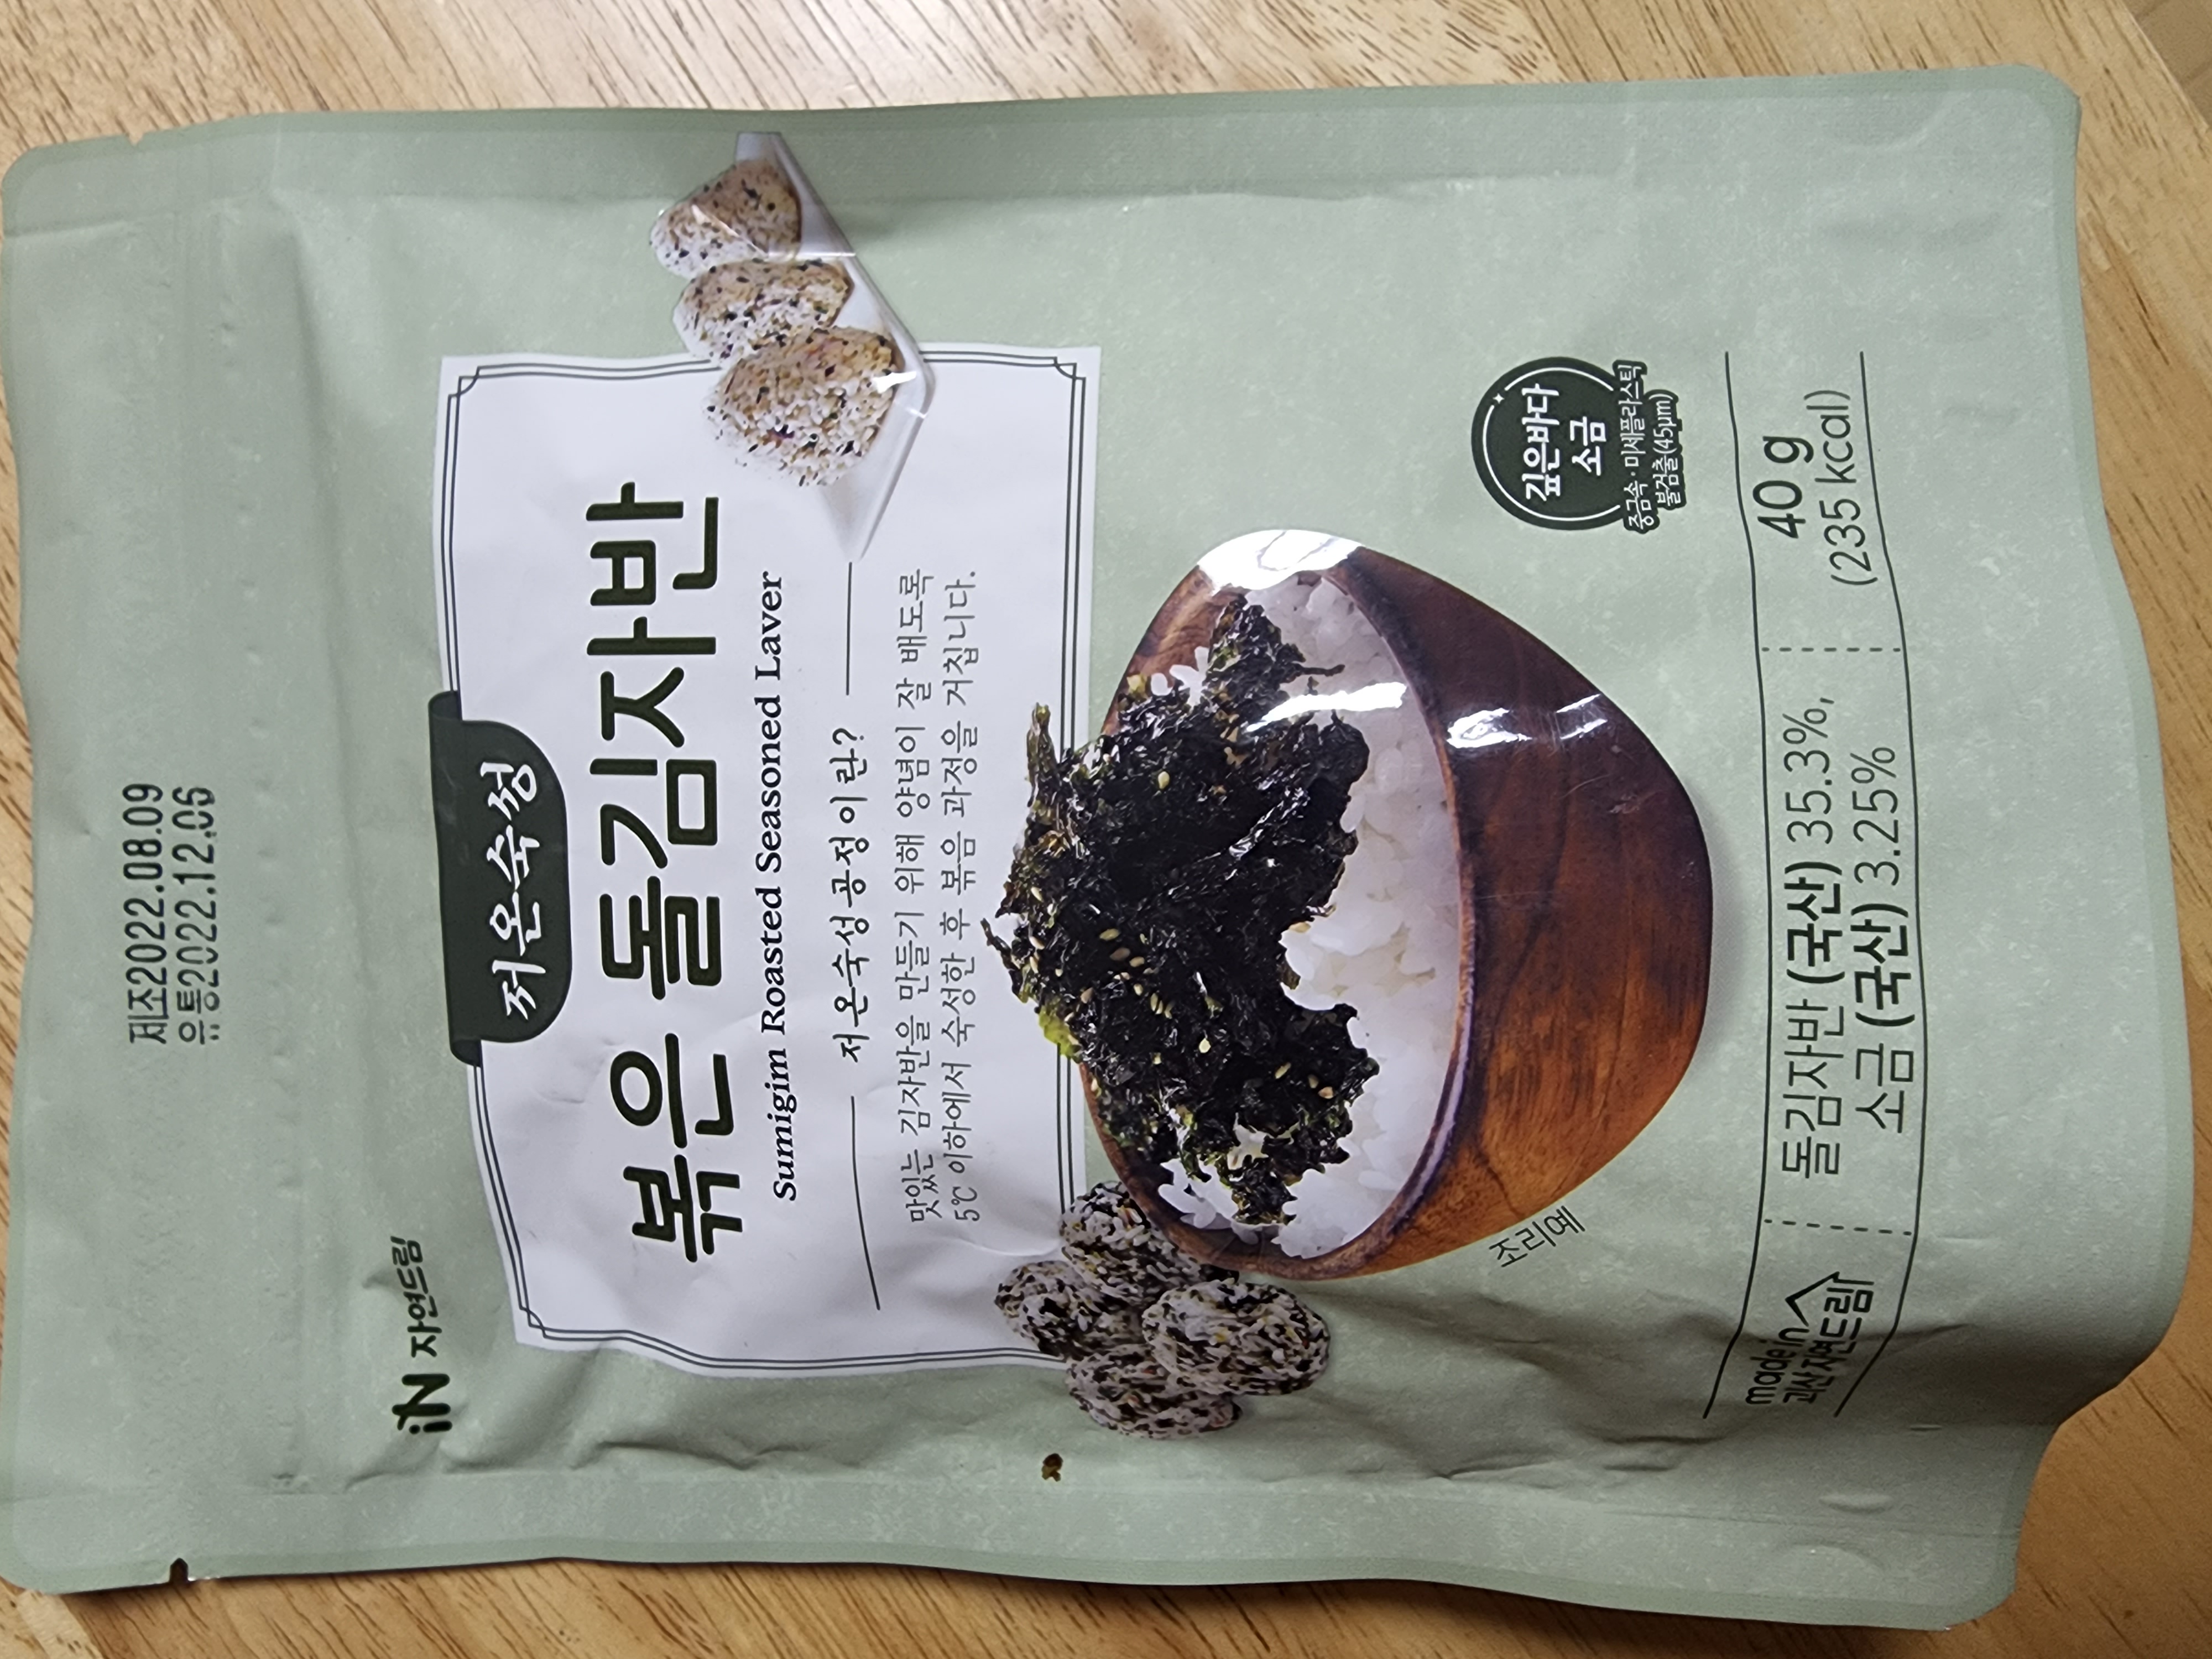 제조2022.08.09
유통2022.12.06
iN 자연드림
저온숙성
볶은 돌김자반
Sumigim Roasted Seasoned Laver
저온숙성공정이란?
맛있는 김자반을 만들기 위해 양념이 잘 배도록
5℃ 이하에서 숙성한 후 볶음 과정을 거칩니다.
조리예
깊은바다
소금
중금속·미세플라스틱
불검출(45μm)
made in
괴산자연드림
돌김자반 (국산) 35.3%,
소금 (국산) 3.25%
40 g
(235 kcal)